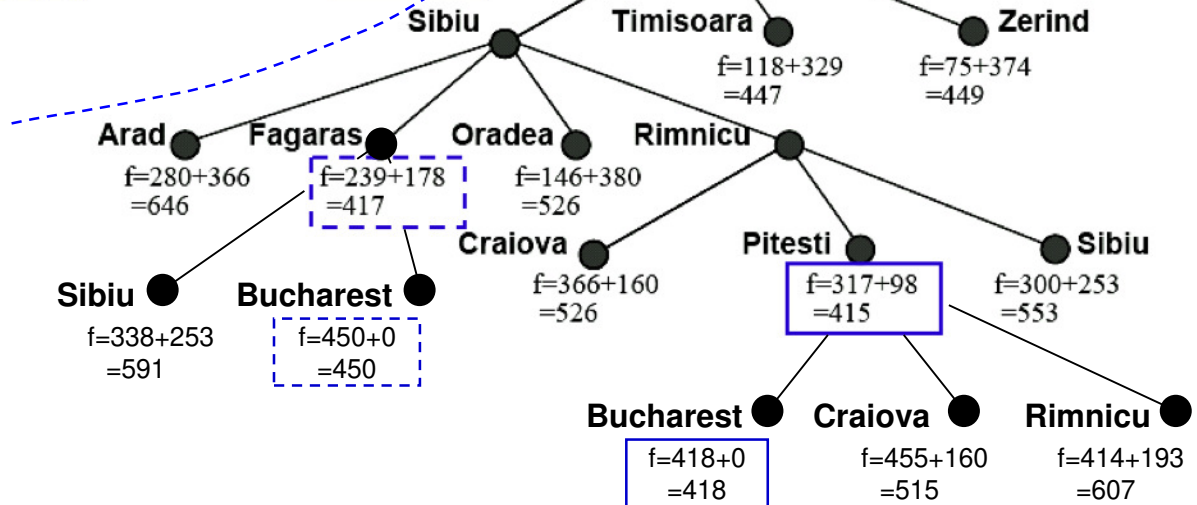 Sibiu
Timisoara
Zerind
f=118+329
=447
f=75+374
=449
Arad
Fagaras
Oradea
Rimnicu
f=280+366
=646
f=239+178
=417
f=146+380
=526
Craiova
Pitesti
Sibiu
f=366+160
=526
f=317+98
=415
f=300+253
=553
Sibiu
Bucharest
f=338+253
=591
f=450+0
=450
Bucharest
Craiova
Rimnicu
f=418+0
=418
f=455+160
=515
f=414+193
=607